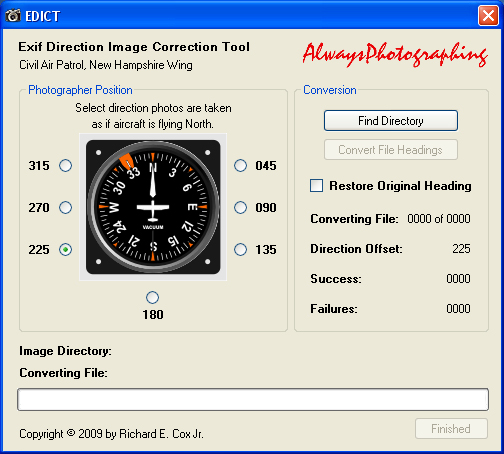 EDICT
Exif Direction Image Correction Tool
AlwaysPhotographing
Civil Air Patrol, New Hampshire Wing
Photographer Position
Select direction photos are taken
as if aircraft is flying North.
315
045
270
090
225
135
180
N 3 6 E 12 15 S 21 24 W 30 33
VACUUM
Conversion
Find Directory
Convert File Headings
Restore Original Heading
Converting File: 0000 of 0000
Direction Offset: 225
Success: 0000
Failures: 0000
Image Directory:
Converting File:
Copyright © 2009 by Richard E. Cox Jr.
Finished